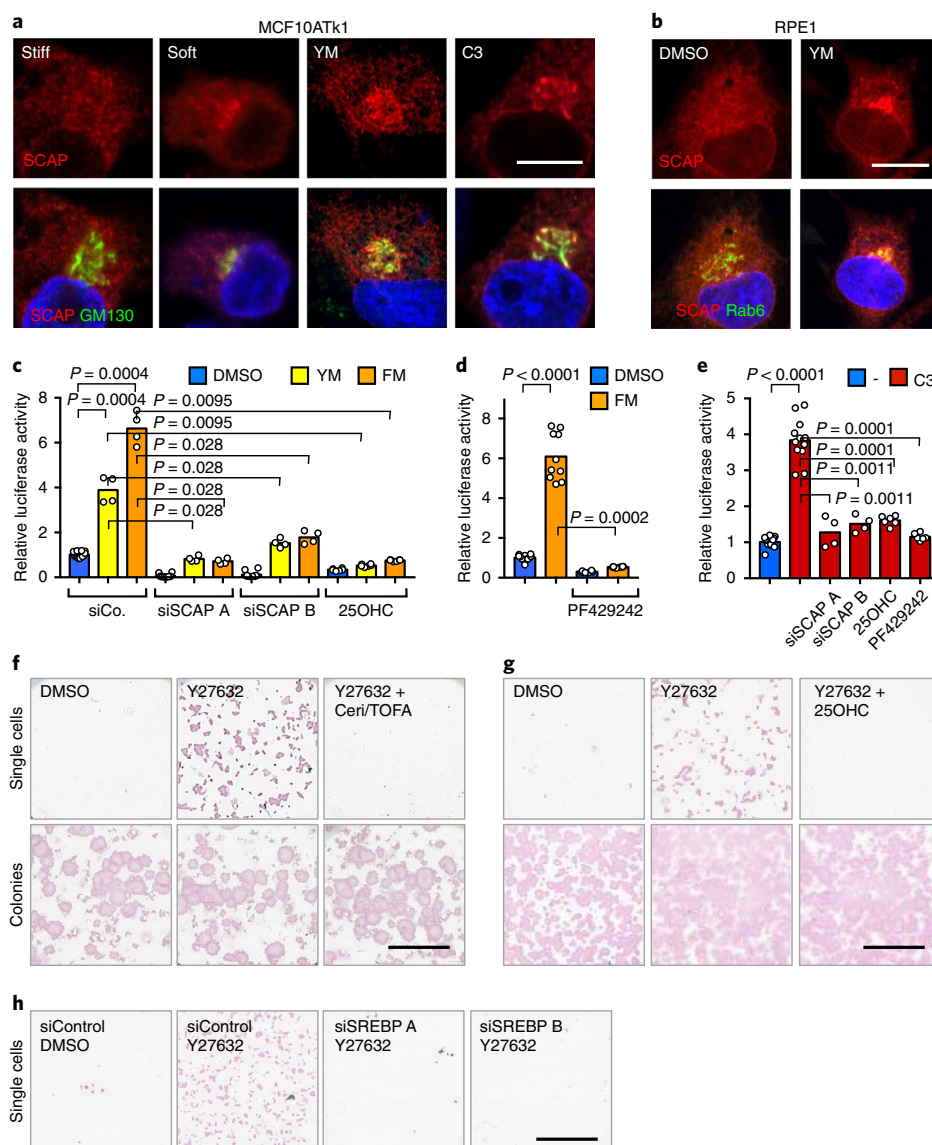 a
MCF10ATk1
Stiff
Soft
YM
C3
SCAP
SCAP GM130
b
RPE1
DMSO
YM
SCAP
SCAP Rab6
c
DMSO
YM
FM
Relative luciferase activity
8
6
4
2
0
P = 0.0004
P = 0.0004
P = 0.0095
P = 0.0095
P = 0.028
P = 0.028
P = 0.028
P = 0.028
siCo.
siSCAP A
siSCAP B
25OHC
d
DMSO
FM
Relative luciferase activity
8
6
4
2
0
P < 0.0001
P = 0.0002
PF429242
e
-
C3
Relative luciferase activity
5
4
3
2
1
0
P < 0.0001
P = 0.0001
P = 0.0001
P = 0.0011
P = 0.0011
siSCAP A
siSCAP B
25OHC
PF429242
f
Single cells
DMSO
Y27632
Y27632 +
Ceri/TOFA
Colonies
g
DMSO
Y27632
Y27632 +
25OHC
h
Single cells
siControl
DMSO
siControl
Y27632
siSREBP A
Y27632
siSREBP B
Y27632